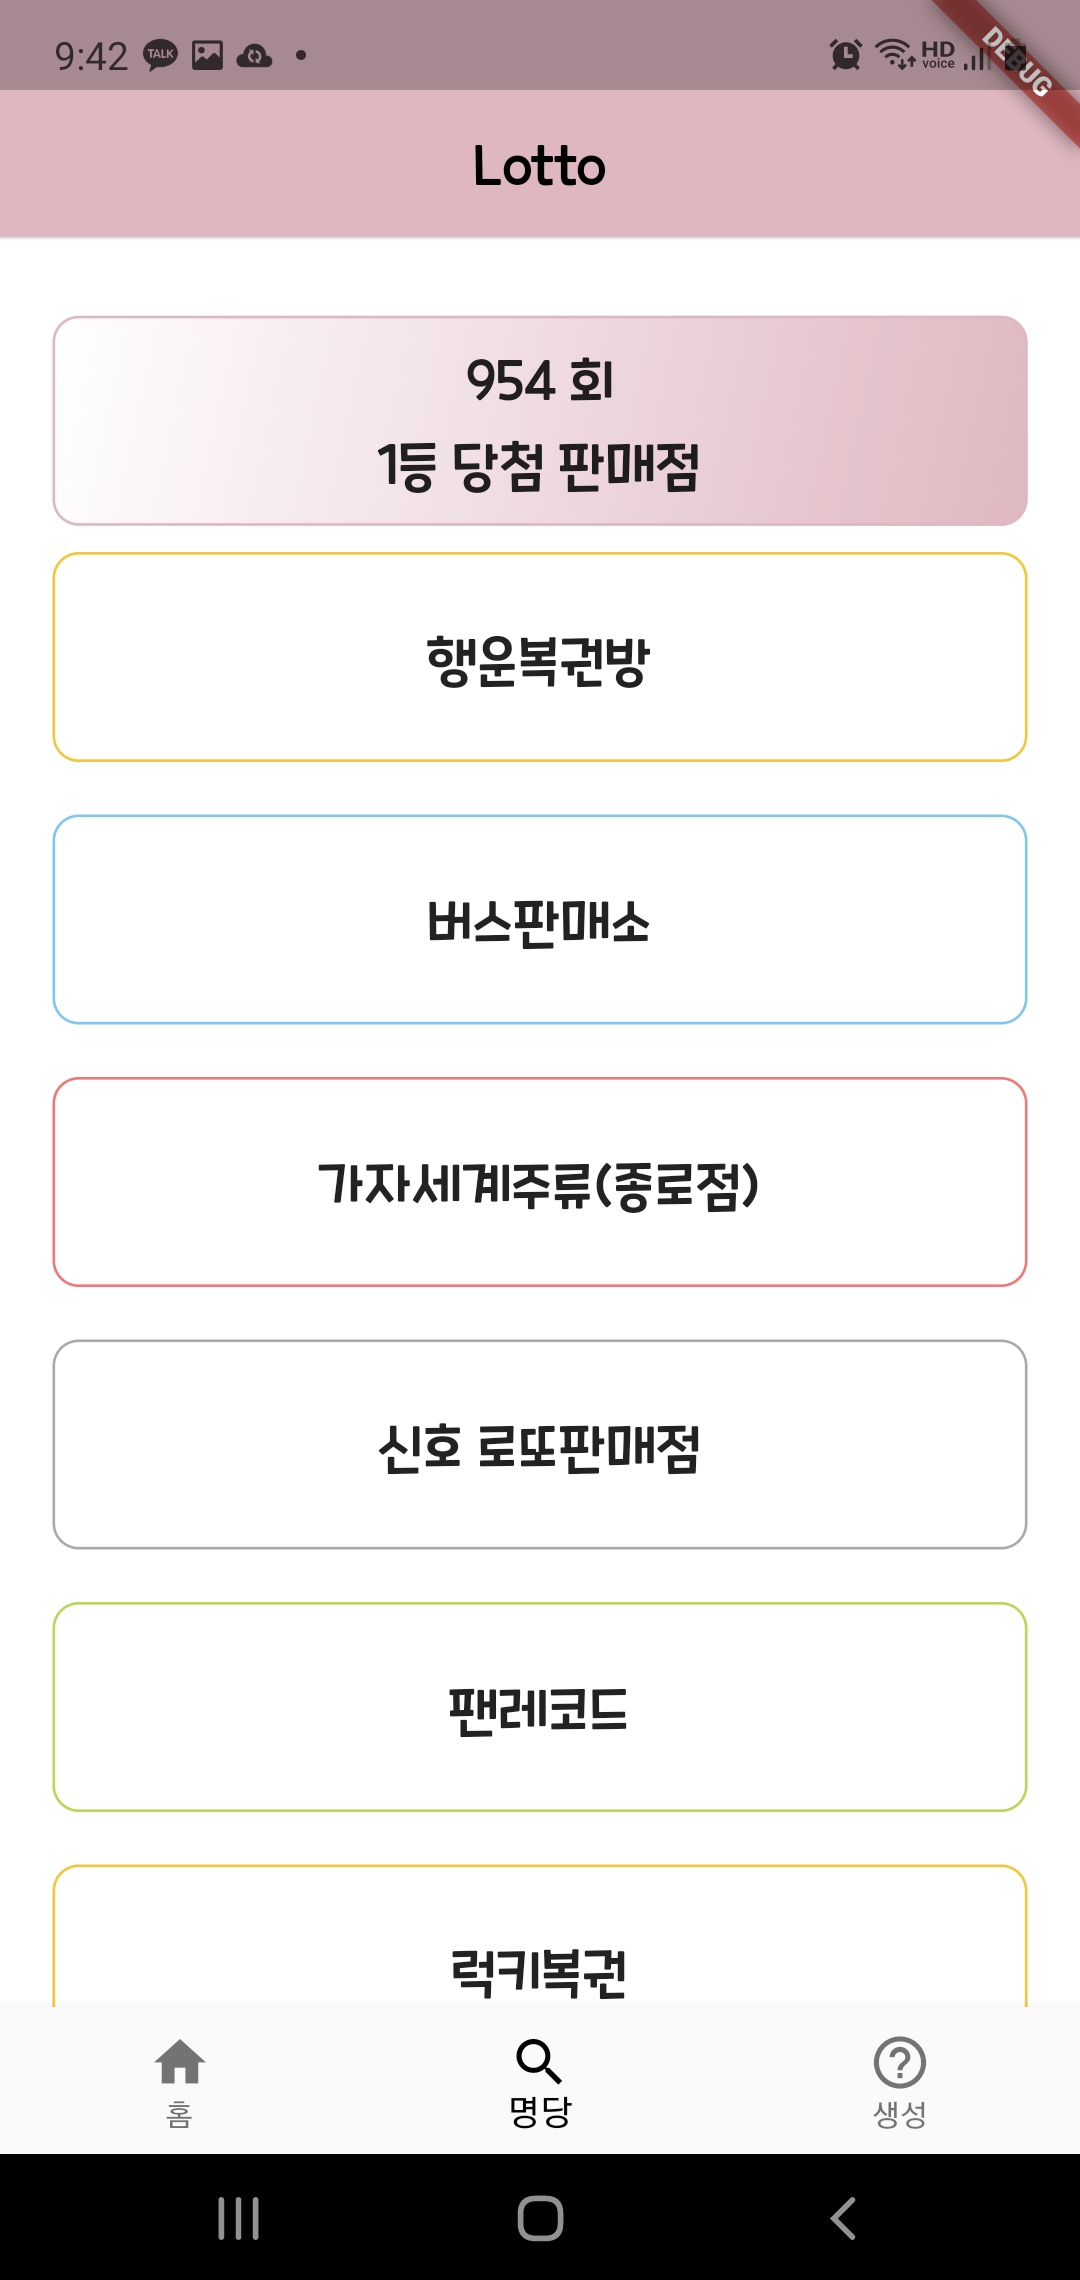 9:42
TALK
HD
voice
DEBUG
Lotto
954 회
1등 당첨 판매점
행운복권방
버스판매소
가자세계주류(종로점)
신호 로또판매점
팬레코드
럭키복권
홈
명당
생성